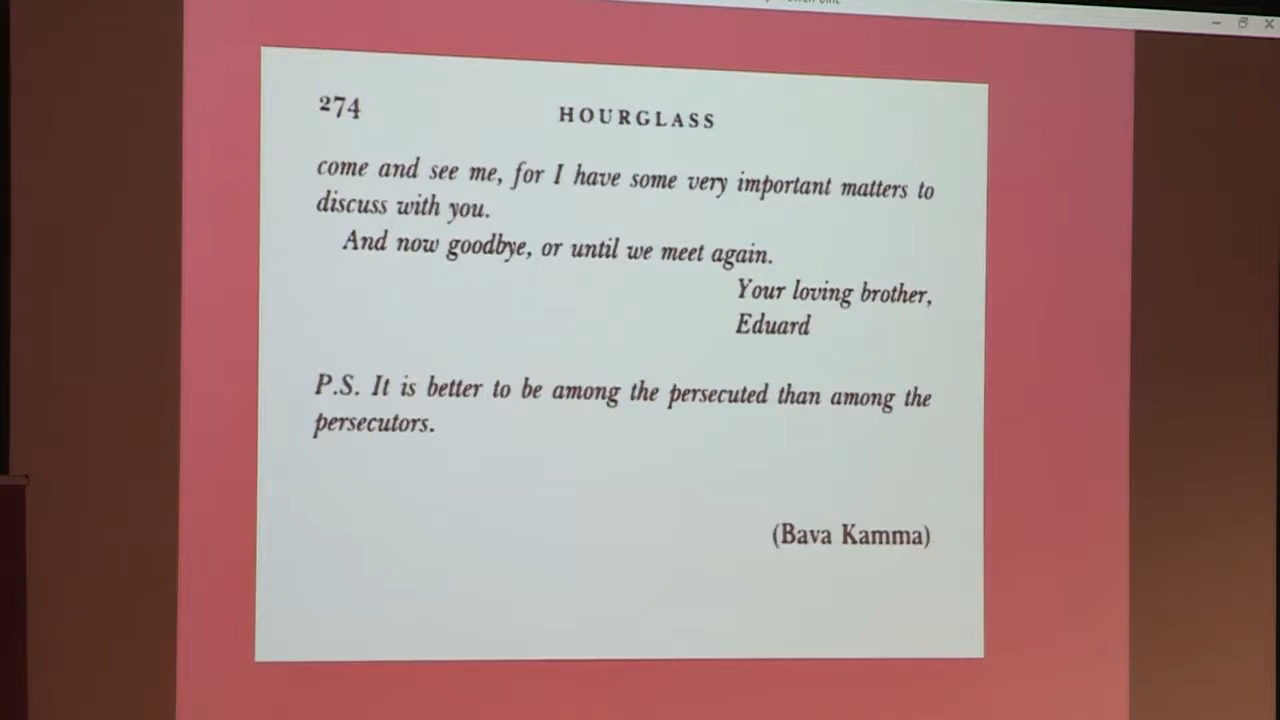 274 HOURGLASS
come and see me, for I have some very important matters to
discuss with you.
And now goodbye, or until we meet again.
Your loving brother,
Eduard
P.S. It is better to be among the persecuted than among the
persecutors.
(Bava Kamma)